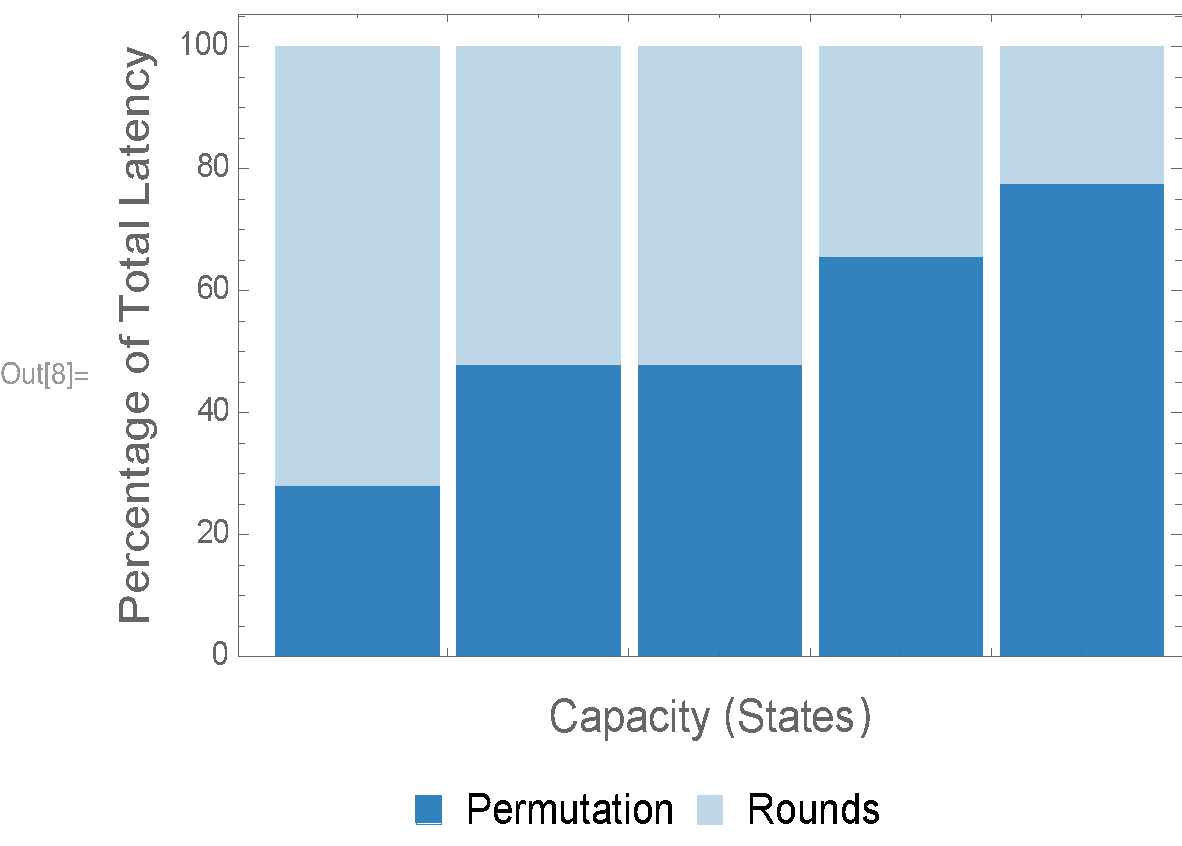 Percentage of Total Latency
100
80
60
40
20
0
Out[8]=
Capacity (States)
Permutation Rounds